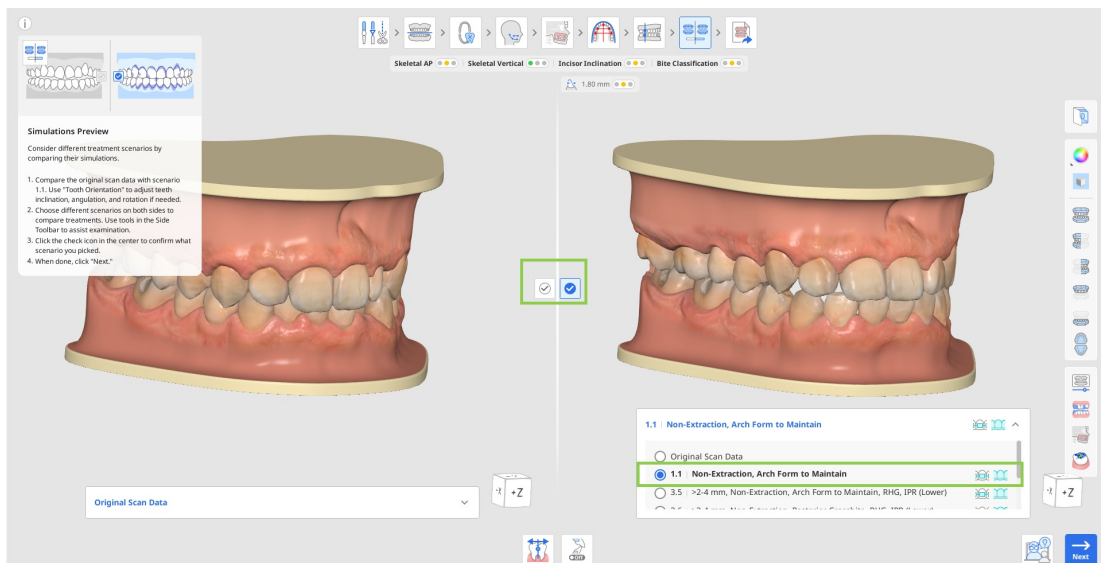 i
Skeletal AP
Skeletal Vertical
Incisor Inclination
Bite Classification
1.80 mm
Simulations Preview
Consider different treatment scenarios by
comparing their simulations.
1. Compare the original scan data with scenario
1.1. Use "Tooth Orientation" to adjust teeth
inclination, angulation, and rotation if needed.
2. Choose different scenarios on both sides to
compare treatments. Use tools in the Side
Toolbar to assist examination.
3. Click the check icon in the center to confirm what
scenario you picked.
4. When done, click "Next."
1.1 | Non-Extraction, Arch Form to Maintain
Original Scan Data
1.1 | Non-Extraction, Arch Form to Maintain
3.5 | >2-4 mm, Non-Extraction, Arch Form to Maintain, RHG, IPR (Lower)
Original Scan Data
-X +Z
-X +Z
OFF
Next